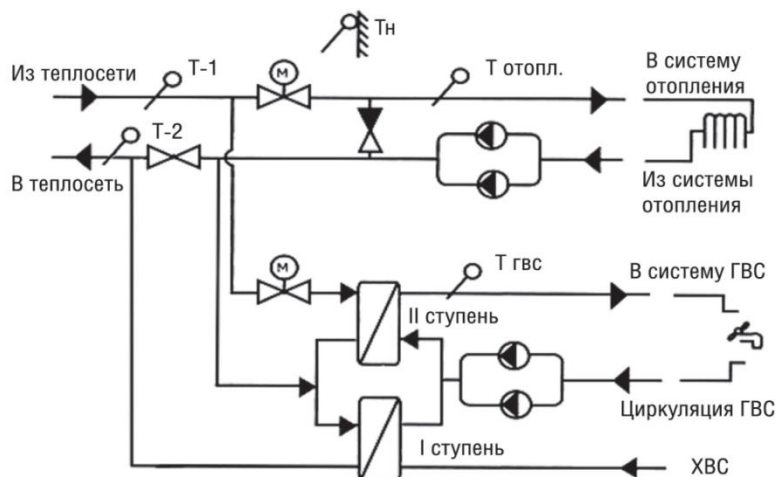 Тн
Из теплосети
Т-1
Т отопл.
В систему
отопления
М
Т-2
В теплосеть
Из системы
отопления
М
Т гвс
В систему ГВС
II ступень
Циркуляция ГВС
I ступень
ХВС